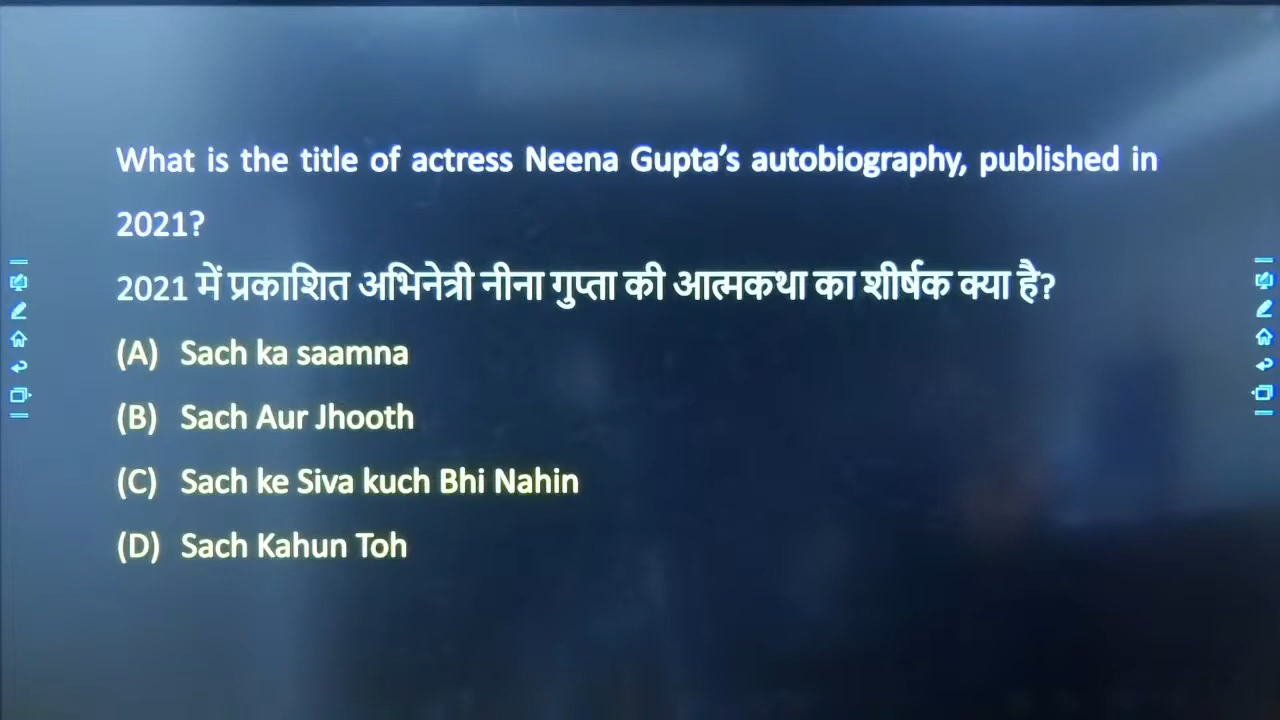 What is the title of actress Neena Gupta’s autobiography, published in
2021?
2021 में प्रकाशित अभिनेत्री नीना गुप्ता की आत्मकथा का शीर्षक क्या है?
(A) Sach ka saamna
(B) Sach Aur Jhooth
(C) Sach ke Siva kuch Bhi Nahin
(D) Sach Kahun Toh